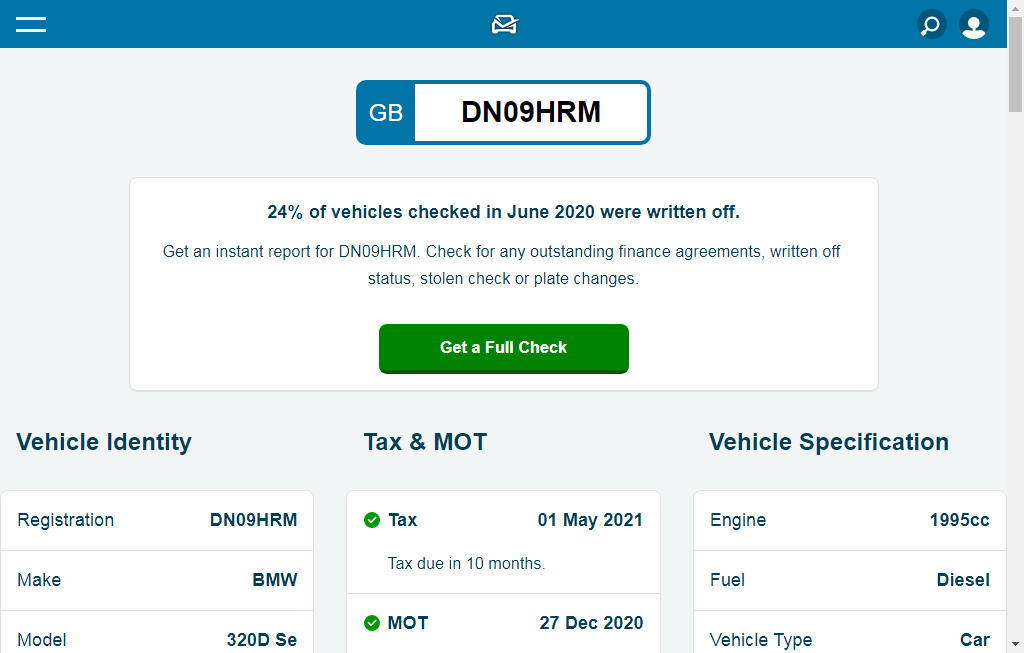 GB DN09HRM
24% of vehicles checked in June 2020 were written off.
Get an instant report for DN09HRM. Check for any outstanding finance agreements, written off
status, stolen check or plate changes.
Get a Full Check
Vehicle Identity
Registration DN09HRM
Make BMW
Model 320D Se
Tax & MOT
Tax 01 May 2021
Tax due in 10 months.
MOT 27 Dec 2020
Vehicle Specification
Engine 1995cc
Fuel Diesel
Vehicle Type Car